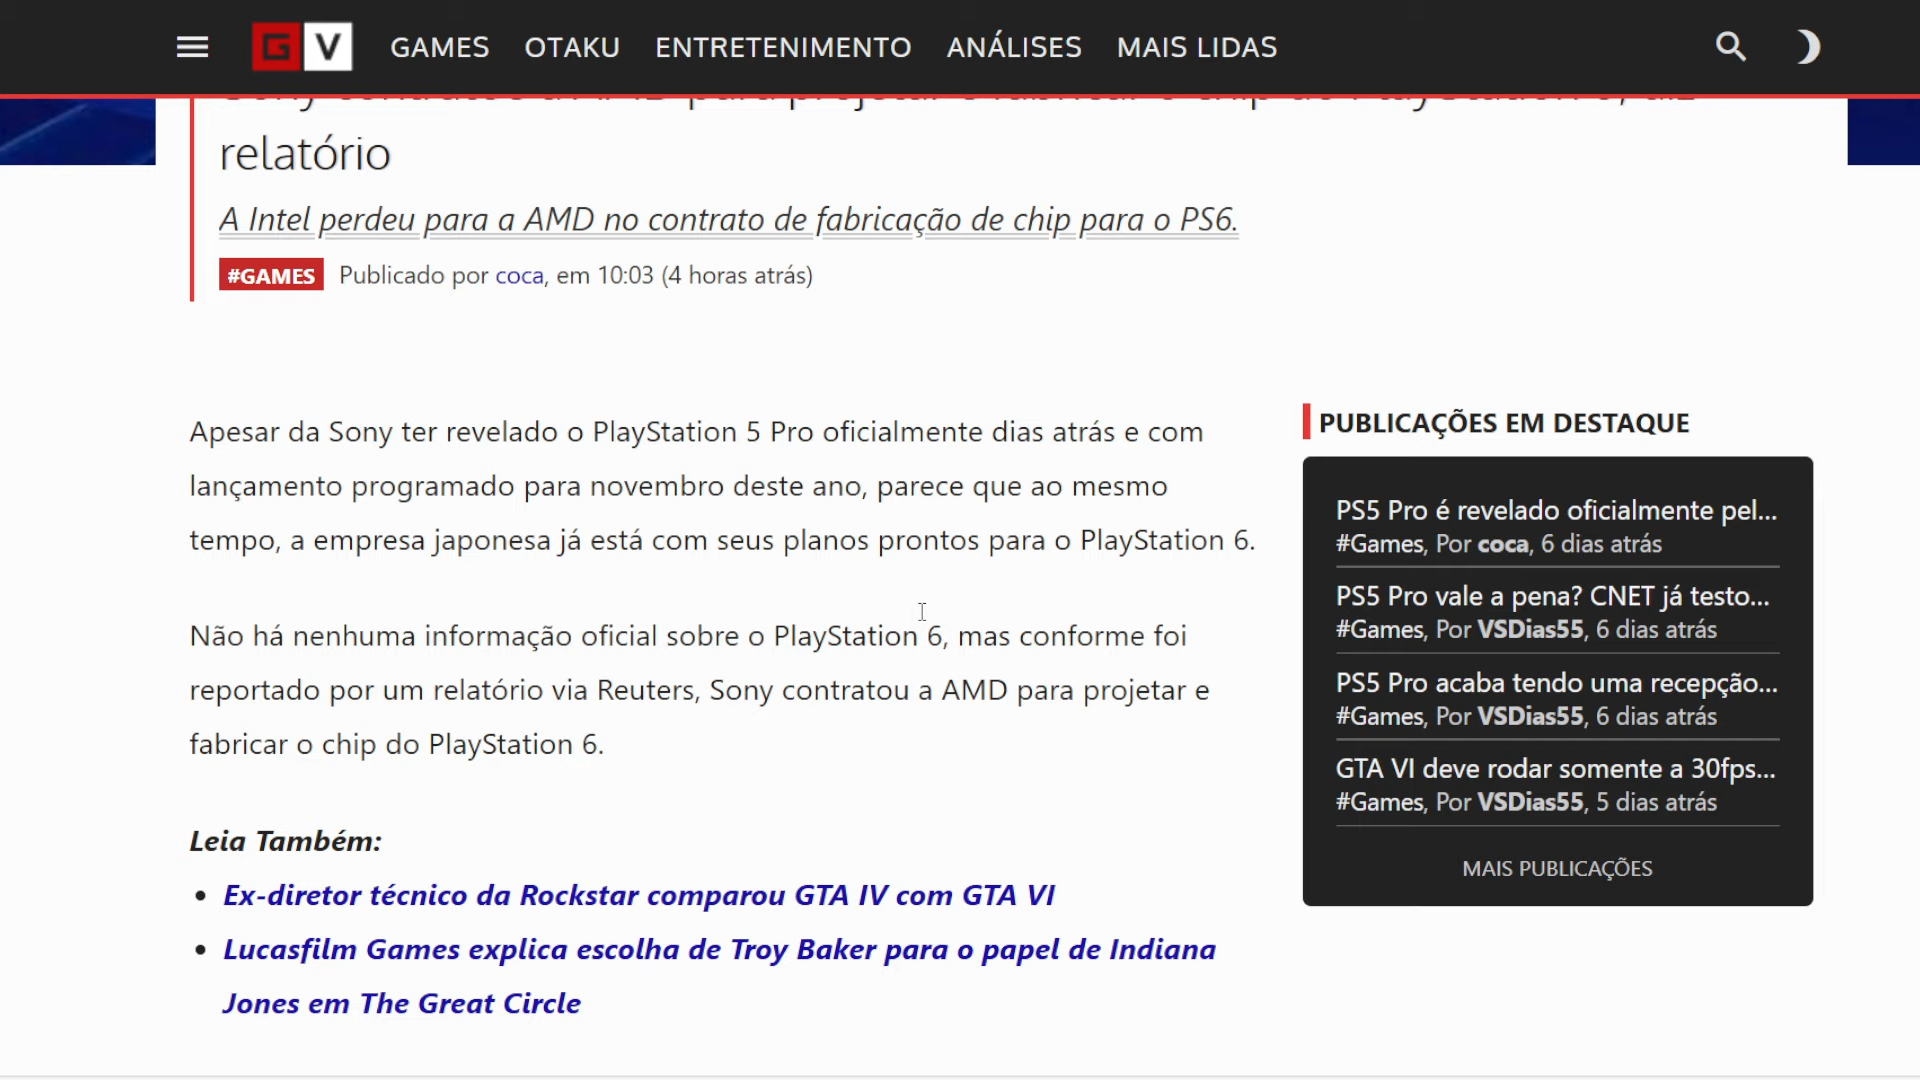 GV GAMES OTAKU ENTRETENIMENTO ANÁLISES MAIS LIDAS
relatório
A Intel perdeu para a AMD no contrato de fabricação de chip para o PS6.
#GAMES Publicado por coca, em 10:03 (4 horas atrás)
Apesar da Sony ter revelado o PlayStation 5 Pro oficialmente dias atrás e com
lançamento programado para novembro deste ano, parece que ao mesmo
tempo, a empresa japonesa já está com seus planos prontos para o PlayStation 6.
Não há nenhuma informação oficial sobre o PlayStation 6, mas conforme foi
reportado por um relatório via Reuters, Sony contratou a AMD para projetar e
fabricar o chip do PlayStation 6.
Leia Também:
• Ex-diretor técnico da Rockstar comparou GTA IV com GTA VI
• Lucasfilm Games explica escolha de Troy Baker para o papel de Indiana
Jones em The Great Circle
PUBLICAÇÕES EM DESTAQUE
PS5 Pro é revelado oficialmente pel...
#Games, Por coca, 6 dias atrás
PS5 Pro vale a pena? CNET já testo...
#Games, Por VSDias55, 6 dias atrás
PS5 Pro acaba tendo uma recepção...
#Games, Por VSDias55, 6 dias atrás
GTA VI deve rodar somente a 30fps...
#Games, Por VSDias55, 5 dias atrás
MAIS PUBLICAÇÕES